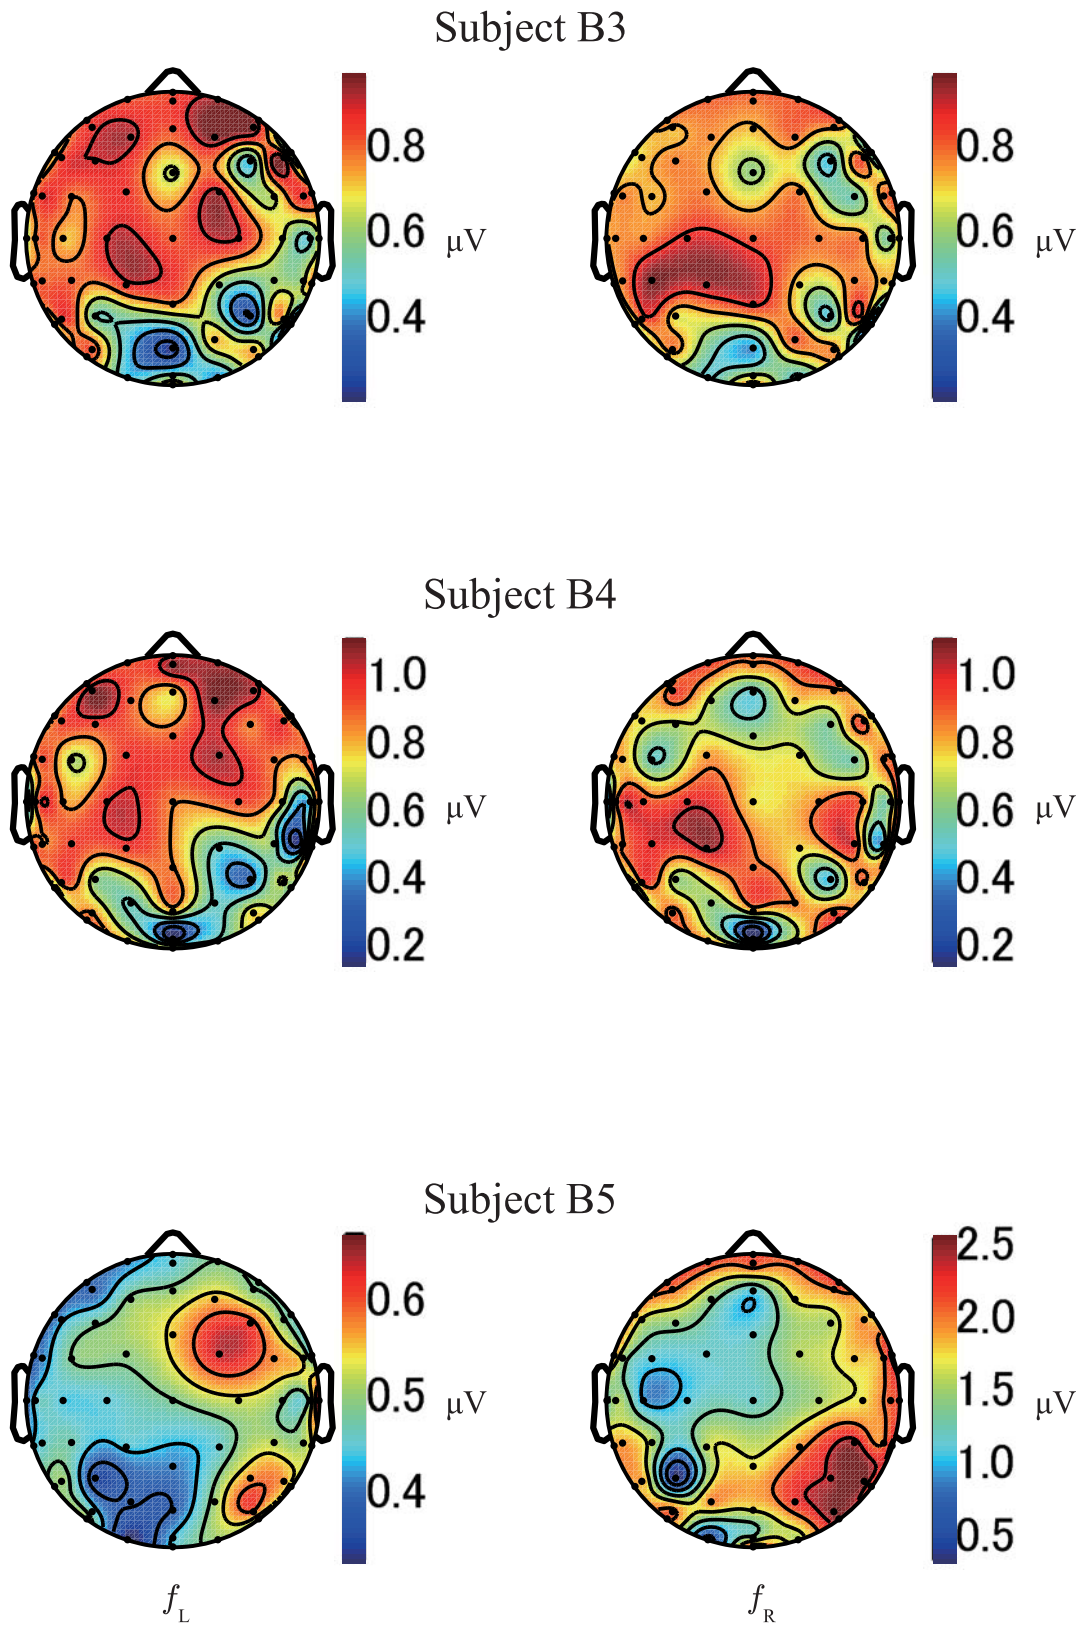 Subject B3
0.8 0.8
0.6 μV 0.6 μV
0.4 0.4
Subject B4
1.0 1.0
0.8 0.8
0.6 μV 0.6 μV
0.4 0.4
0.2 0.2
Subject B5
2.5
0.6 2.0
0.5 μV 1.5 μV
0.4 1.0
0.5
fL fR